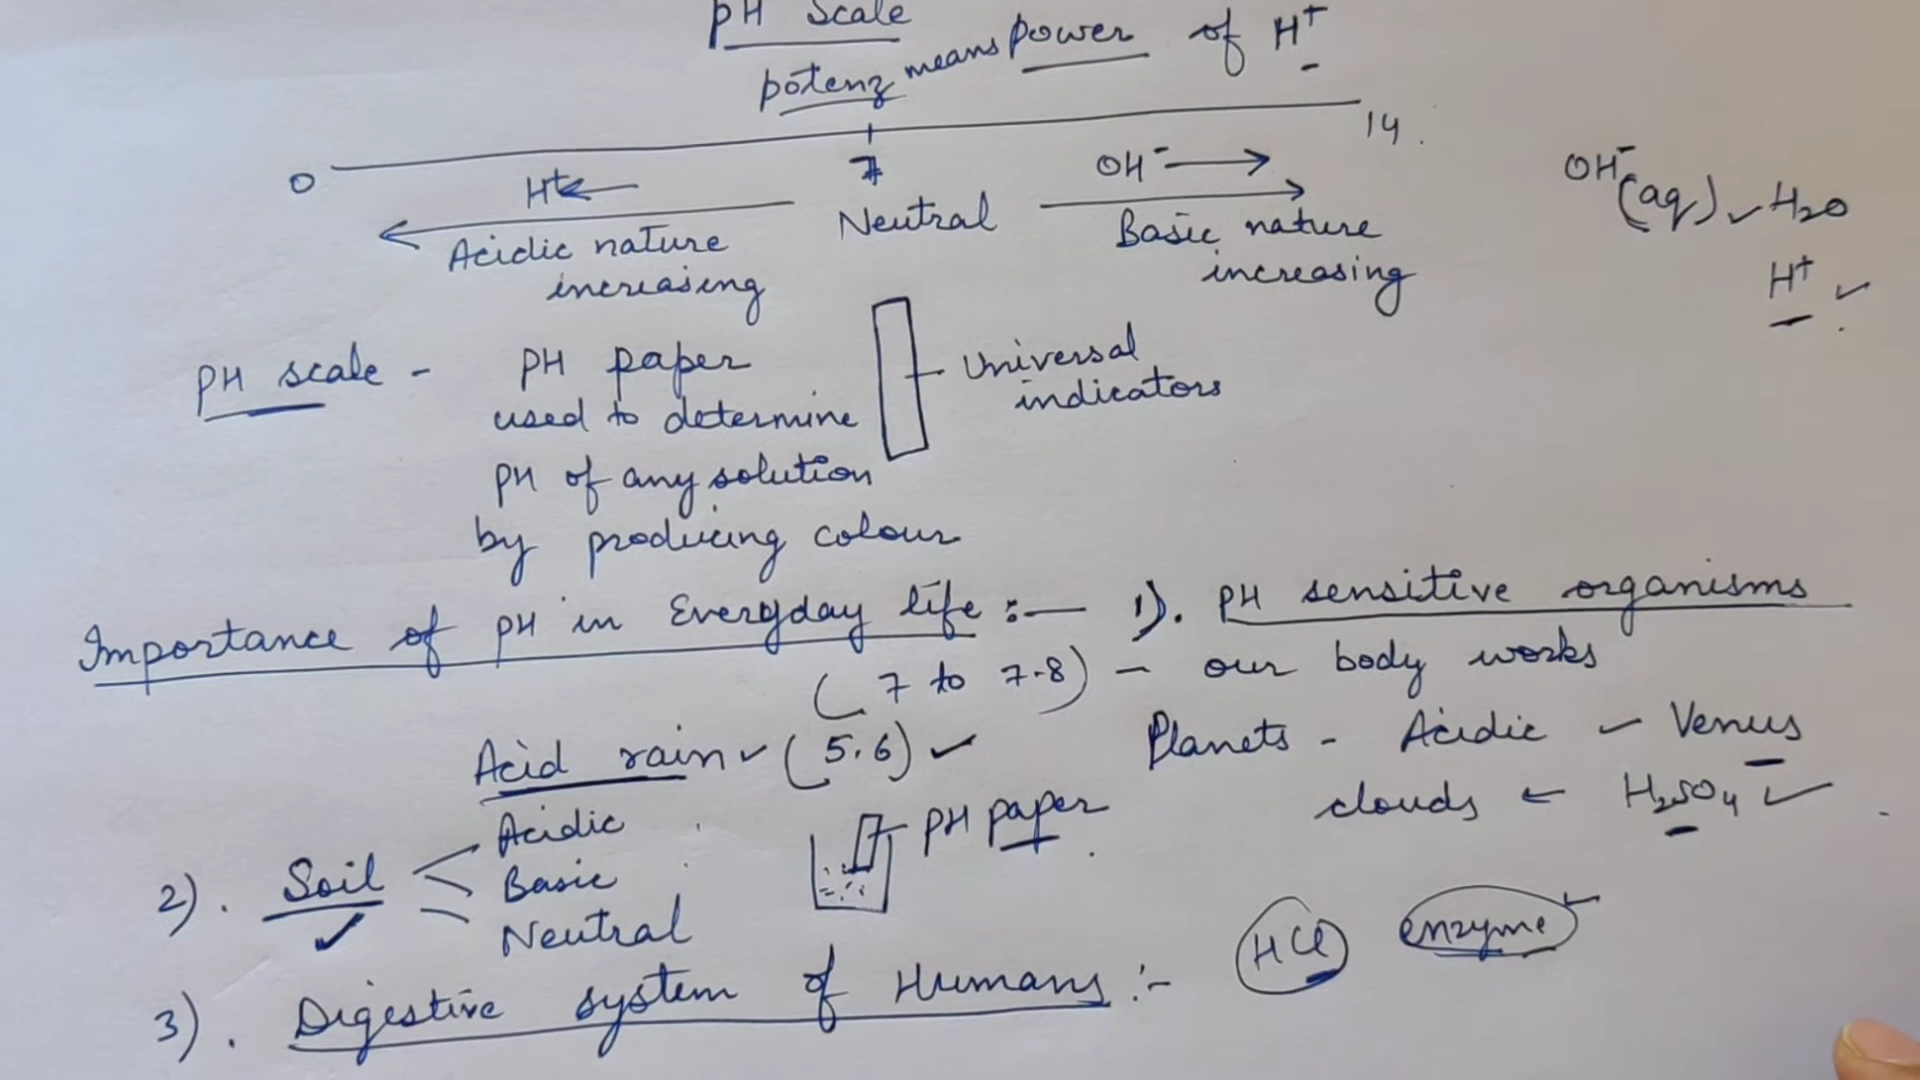 pH Scale
potenz means power of H⁺
0 7 14.
H⁺ ← OH⁻ →
Neutral
Acidic nature increasing
Basic nature increasing
OH⁻(aq) ✓ H₂O
H⁺ ✓
PH scale - PH paper
used to determine
PH of any solution
by producing colour
Universal
indicators
Importance of pH in Everyday life :— 1). PH sensitive organisms
(7 to 7.8) - our body works
Acid rain ✓ (5.6) ✓
Planets - Acidic - Venus
clouds ← H₂SO₄ ✓
2). Soil ✓
Acidic
Basic
Neutral
PH paper
3). Digestive system of Humans :-
HCl enzyme